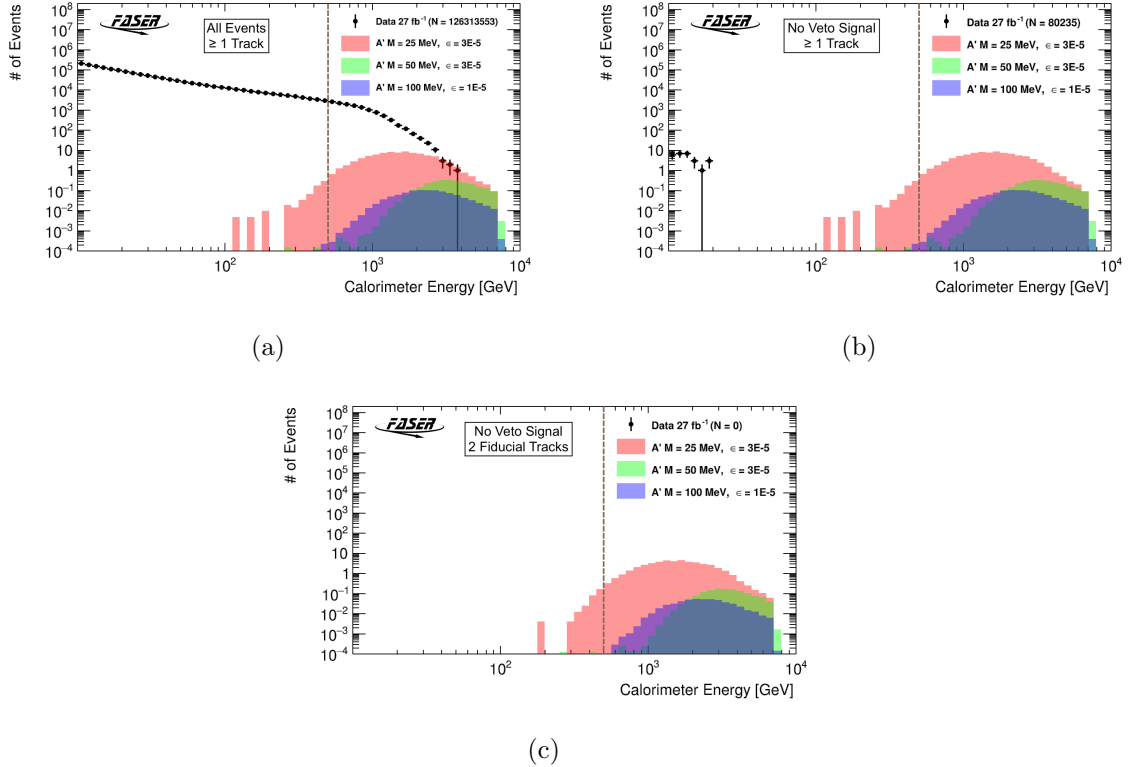 FASER
All Events
≥ 1 Track
Data 27 fb⁻¹ (N = 126313553)
A' M = 25 MeV, ϵ = 3E-5
A' M = 50 MeV, ϵ = 3E-5
A' M = 100 MeV, ϵ = 1E-5
# of Events
10⁸
10⁷
10⁶
10⁵
10⁴
10³
10²
10
1
10⁻¹
10⁻²
10⁻³
10⁻⁴
10² 10³ 10⁴
Calorimeter Energy [GeV]
(a)
FASER
No Veto Signal
≥ 1 Track
Data 27 fb⁻¹ (N = 80235)
A' M = 25 MeV, ϵ = 3E-5
A' M = 50 MeV, ϵ = 3E-5
A' M = 100 MeV, ϵ = 1E-5
# of Events
10⁸
10⁷
10⁶
10⁵
10⁴
10³
10²
10
1
10⁻¹
10⁻²
10⁻³
10⁻⁴
10² 10³ 10⁴
Calorimeter Energy [GeV]
(b)
FASER
No Veto Signal
2 Fiducial Tracks
Data 27 fb⁻¹ (N = 0)
A' M = 25 MeV, ϵ = 3E-5
A' M = 50 MeV, ϵ = 3E-5
A' M = 100 MeV, ϵ = 1E-5
# of Events
10⁸
10⁷
10⁶
10⁵
10⁴
10³
10²
10
1
10⁻¹
10⁻²
10⁻³
10⁻⁴
10² 10³ 10⁴
Calorimeter Energy [GeV]
(c)